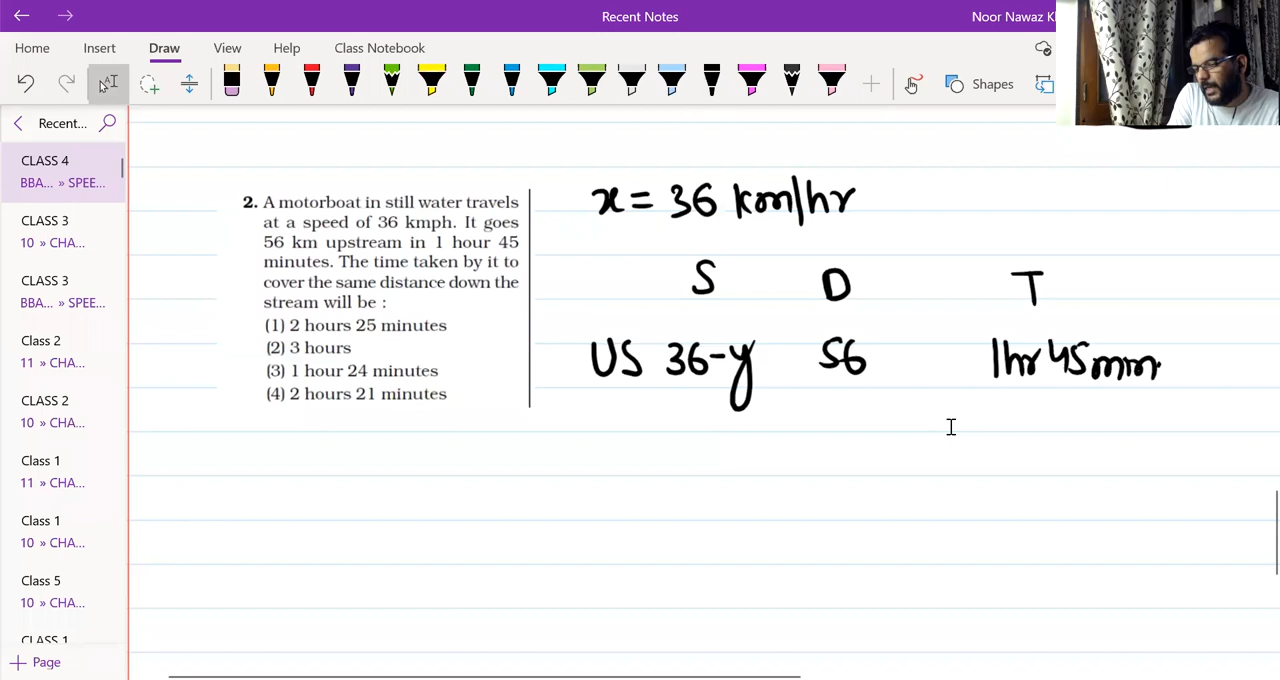 Recent Notes
Noor Nawaz K
Home Insert Draw View Help Class Notebook
Shapes
Recent...
CLASS 4
BBA... » SPEE...
CLASS 3
10 » CHA...
CLASS 3
BBA... » SPEE...
Class 2
11 » CHA...
CLASS 2
10 » CHA...
Class 1
11 » CHA...
Class 1
10 » CHA...
Class 5
10 » CHA...
CLASS 1
Page
2. A motorboat in still water travels
at a speed of 36 kmph. It goes
56 km upstream in 1 hour 45
minutes. The time taken by it to
cover the same distance down the
stream will be :
(1) 2 hours 25 minutes
(2) 3 hours
(3) 1 hour 24 minutes
(4) 2 hours 21 minutes
x = 36 km/hr
S D T
US 36-y 56 1hr 45min